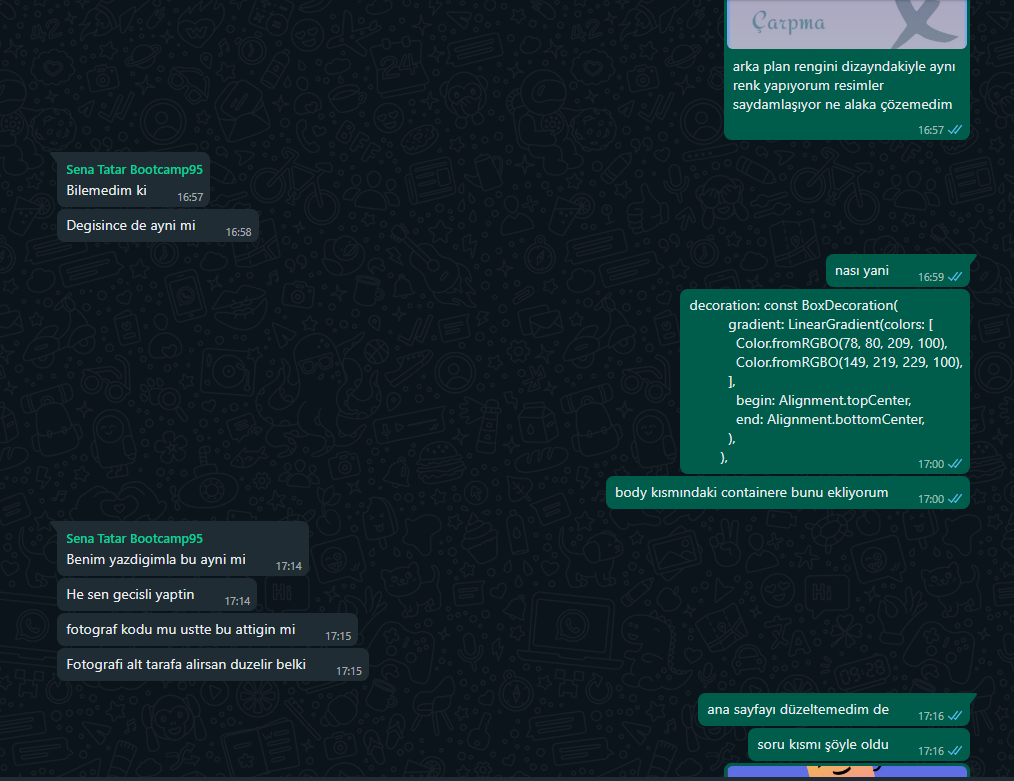 Çarpma
arka plan rengini dizayndakiyle aynı
renk yapıyorum resimler
saydamlaşıyor ne alaka çözemedim
16:57
Sena Tatar Bootcamp95
Bilemedim ki
16:57
Degisince de ayni mi
16:58
nası yani
16:59
decoration: const BoxDecoration(
gradient: LinearGradient(colors: [
Color.fromRGBO(78, 80, 209, 100),
Color.fromRGBO(149, 219, 229, 100),
],
begin: Alignment.topCenter,
end: Alignment.bottomCenter,
),
),
17:00
body kısmındaki containere bunu ekliyorum
17:00
Sena Tatar Bootcamp95
Benim yazdigimla bu ayni mi
17:14
He sen gecisli yaptin
17:14
fotograf kodu mu ustte bu attigin mi
17:15
Fotografi alt tarafa alirsan duzelir belki
17:15
ana sayfayı düzeltemedim de
17:16
soru kısmı şöyle oldu
17:16